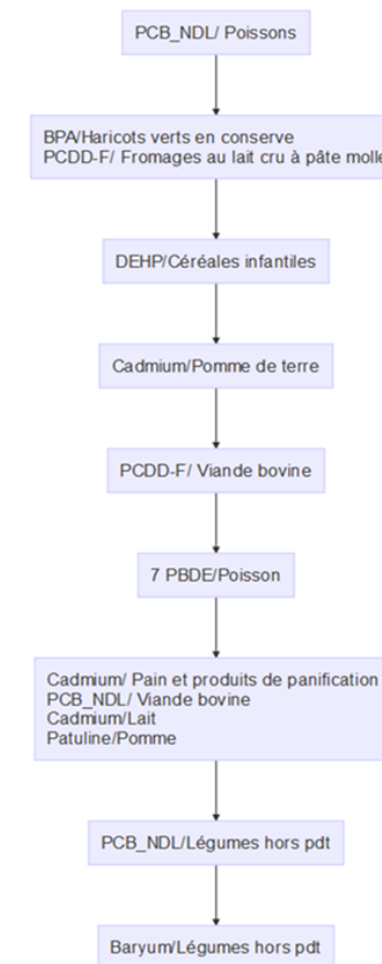 PCB_NDL/ Poissons
BPA/Haricots verts en conserve
PCDD-F/ Fromages au lait cru à pâte molle
DEHP/Céréales infantiles
Cadmium/Pomme de terre
PCDD-F/ Viande bovine
7 PBDE/Poisson
Cadmium/ Pain et produits de panification
PCB_NDL/ Viande bovine
Cadmium/Lait
Patuline/Pomme
PCB_NDL/Légumes hors pdt
Baryum/Légumes hors pdt